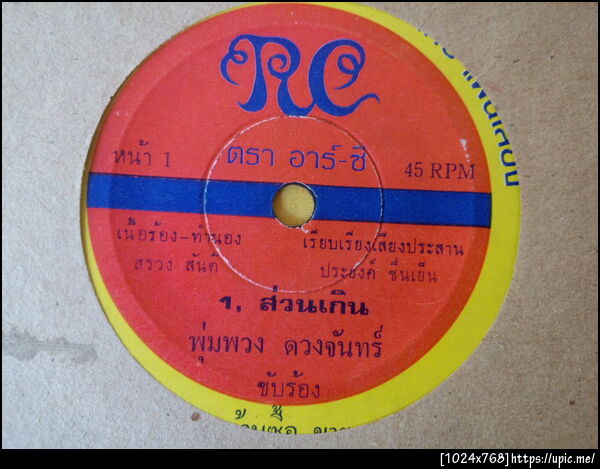 RC
ตรา อาร์-ซี
หน้า 1
45 RPM
เนื้อร้อง-ทำนอง
สรวง สันติ
เรียบเรียงเสียงประสาน
ประยงค์ ชื่นเย็น
1. ส่วนเกิน
พุ่มพวง ดวงจันทร์
ขับร้อง
[1024x768]https://upic.me/